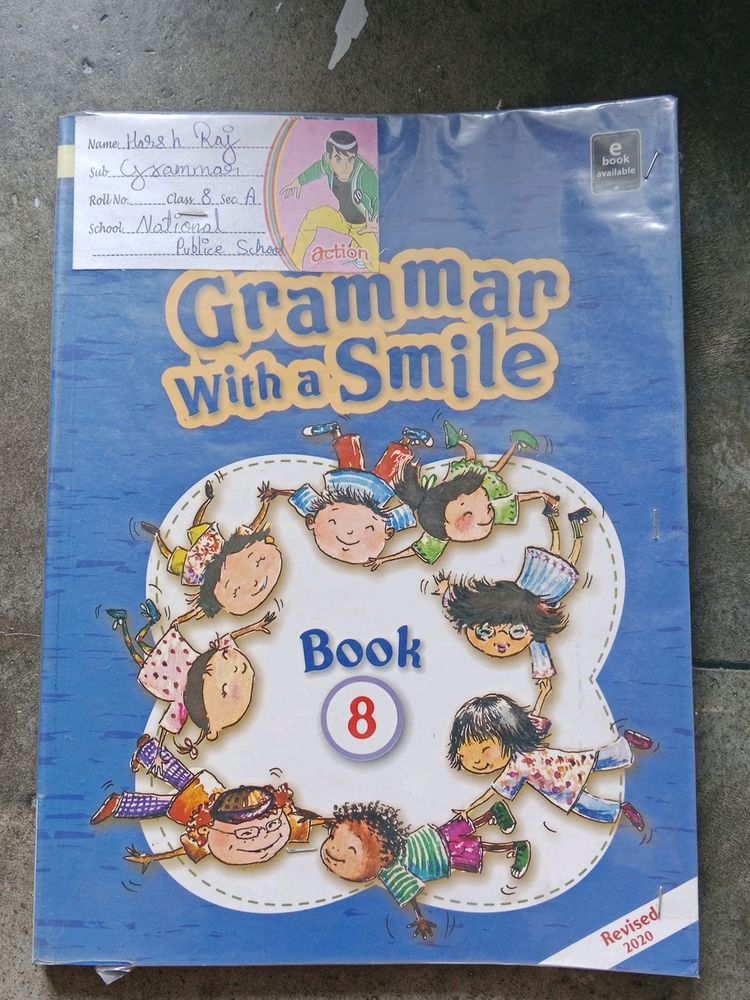 Name Harsh Raj
Sub Grammar
Roll No. Class 8 Sec. A
School National
Publice School
action
e
book
available
Grammar
With a Smile
Book
8
Revised
2020